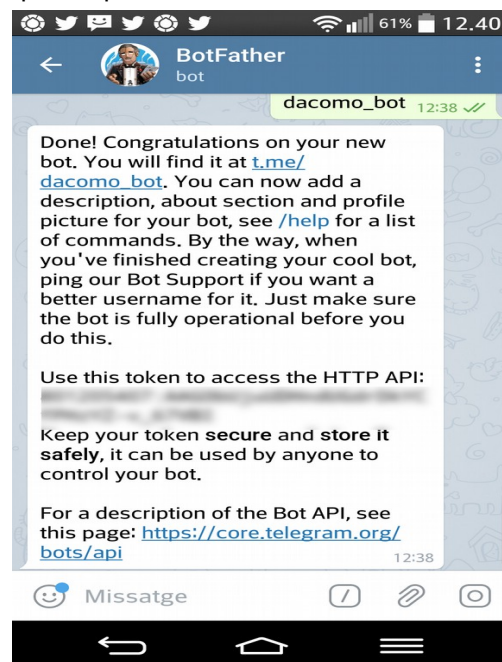 61% 12.40
BotFather
bot
dacomo_bot 12:38
Done! Congratulations on your new
bot. You will find it at t.me/
dacomo_bot. You can now add a
description, about section and profile
picture for your bot, see /help for a list
of commands. By the way, when
you've finished creating your cool bot,
ping our Bot Support if you want a
better username for it. Just make sure
the bot is fully operational before you
do this.
Use this token to access the HTTP API:
Keep your token secure and store it
safely, it can be used by anyone to
control your bot.
For a description of the Bot API, see
this page: https://core.telegram.org/
bots/api 12:38
Missatge